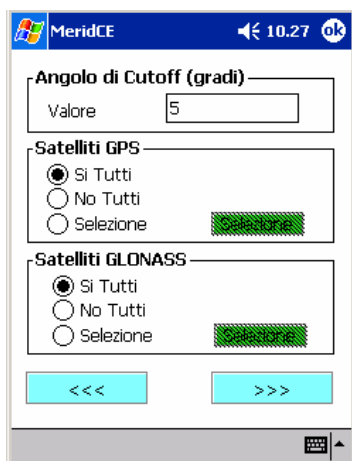 MeridCE 10.27 ok
Angolo di Cutoff (gradi)
Valore 5
Satelliti GPS
Si Tutti
No Tutti
Selezione Selezione
Satelliti GLONASS
Si Tutti
No Tutti
Selezione Selezione
<<< >>>